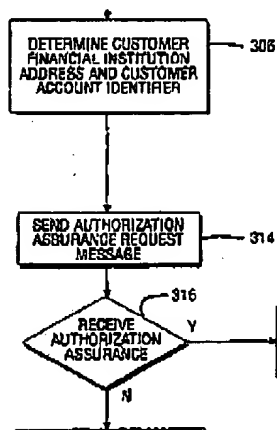 DETERMINE CUSTOMER
FINANCIAL INSTITUTION
ADDRESS AND CUSTOMER
ACCOUNT IDENTIFIER
306
SEND AUTHORIZATION
ASSURANCE REQUEST
MESSAGE
314
316
RECEIVE
AUTHORIZATION
ASSURANCE
Y
N